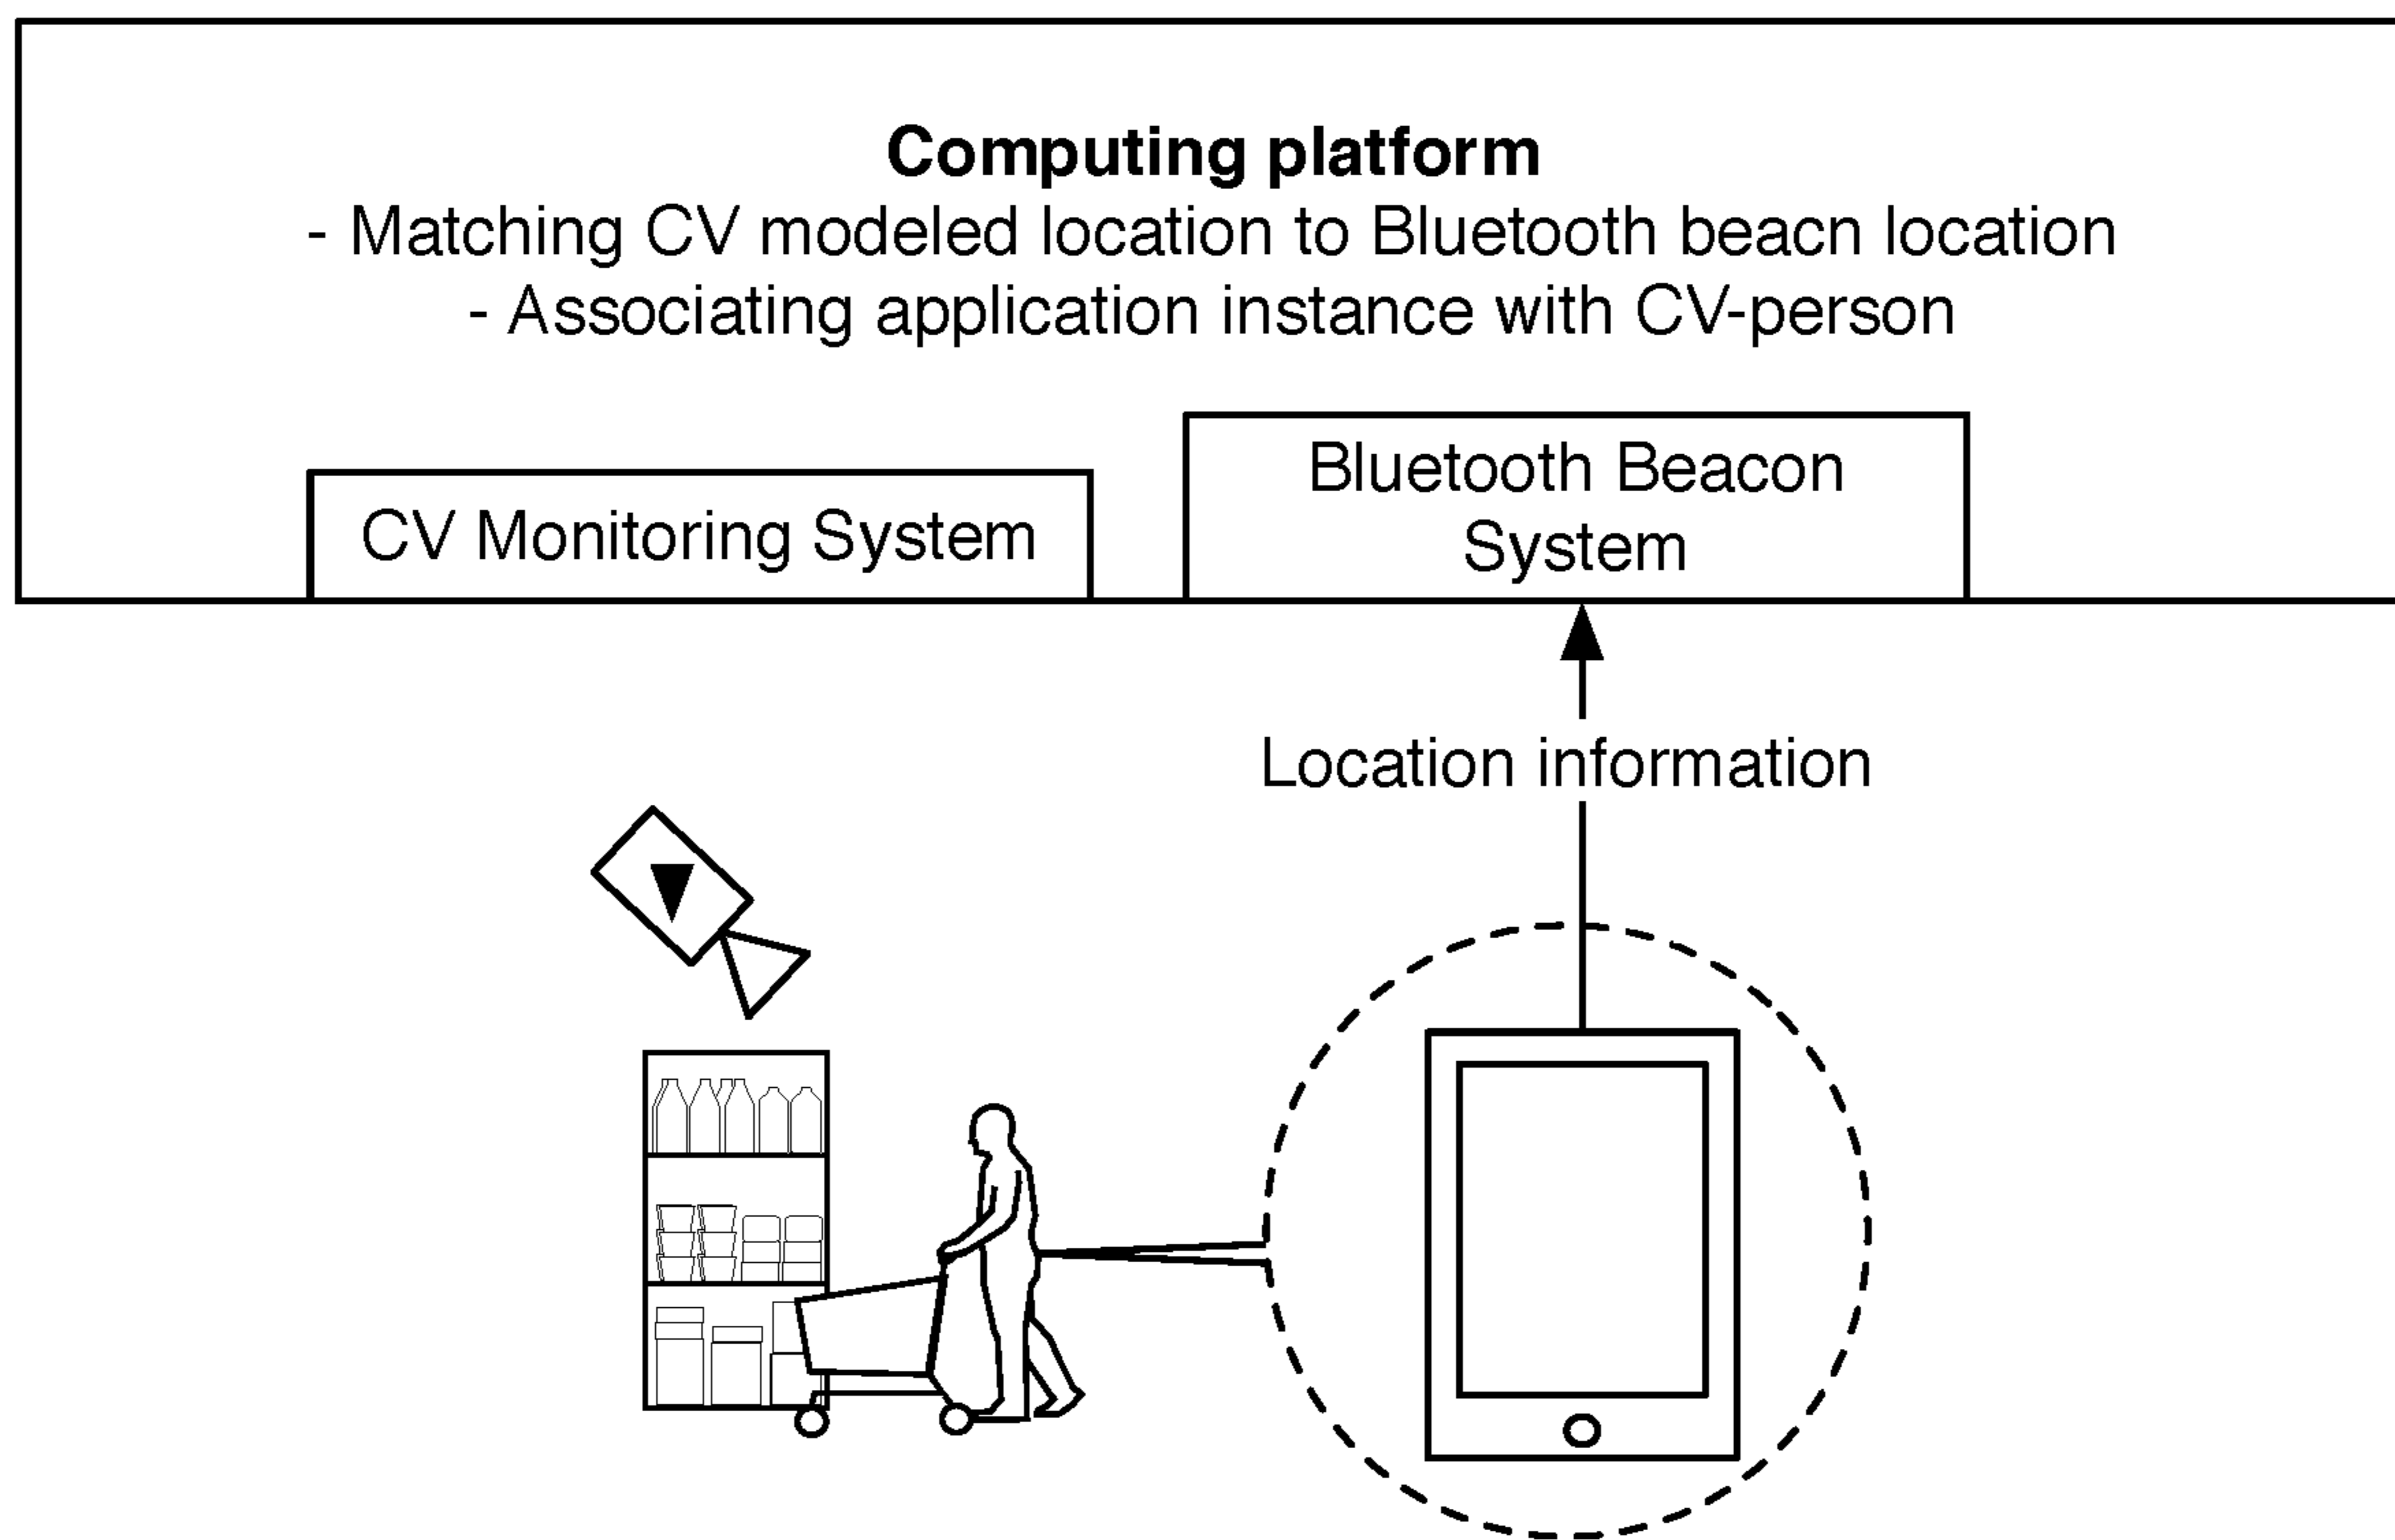 Computing platform
- Matching CV modeled location to Bluetooth beacn location
- Associating application instance with CV-person
CV Monitoring System
Bluetooth Beacon
System
Location information